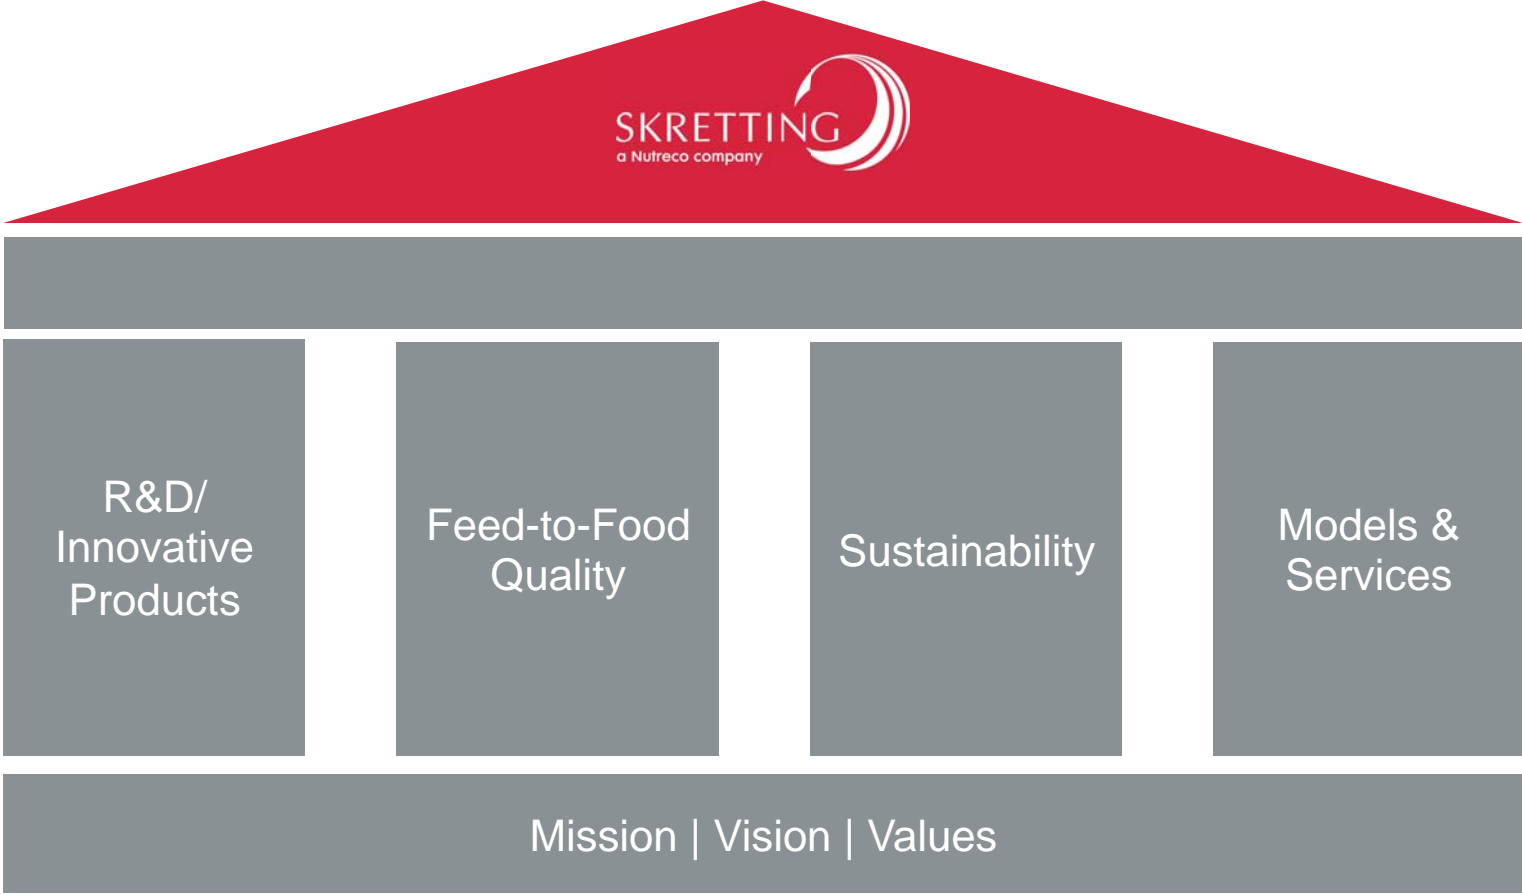 SKRETTING
a Nutreco company
R&D/
Innovative
Products
Feed-to-Food
Quality
Sustainability
Models &
Services
Mission | Vision | Values